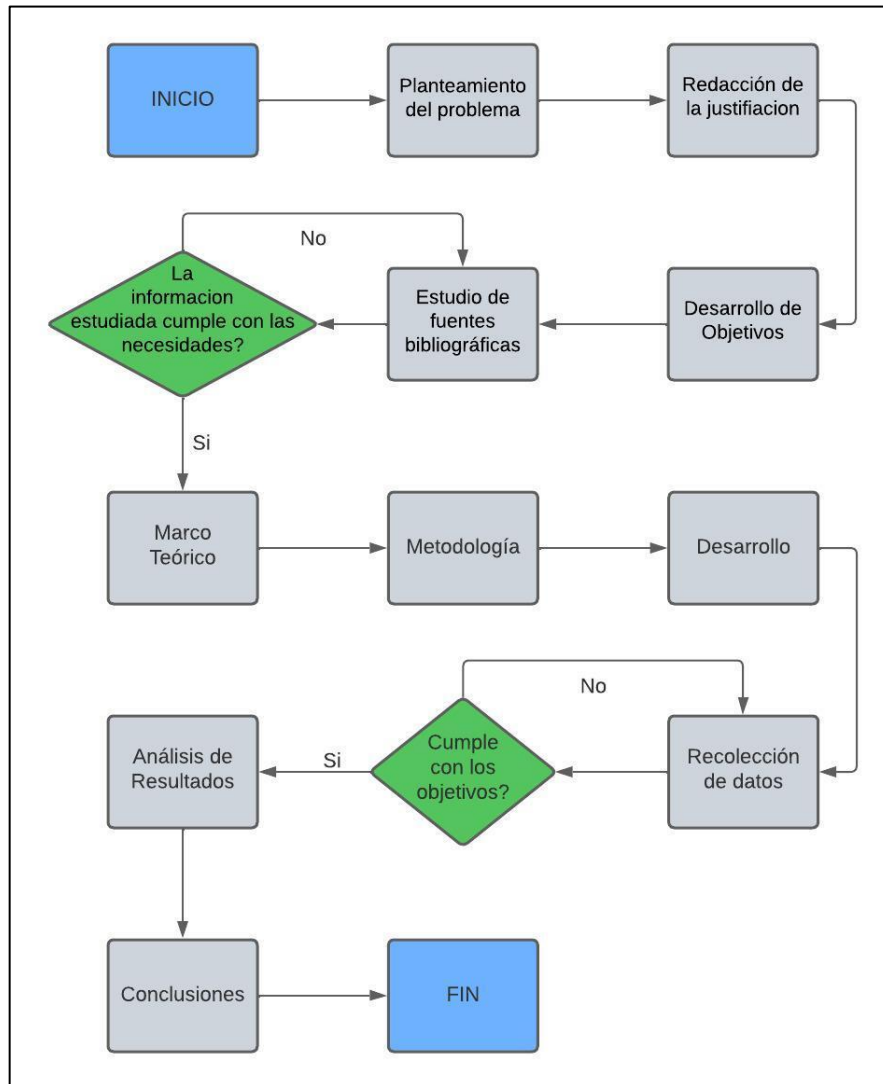 INICIO
Planteamiento
del problema
Redacción de
la justifiacion
Desarrollo de
Objetivos
Estudio de
fuentes
bibliográficas
No
La
informacion
estudiada cumple con las
necesidades?
Si
Marco
Teórico
Metodología
Desarrollo
Recolección
de datos
No
Cumple
con los
objetivos?
Si
Análisis de
Resultados
Conclusiones
FIN